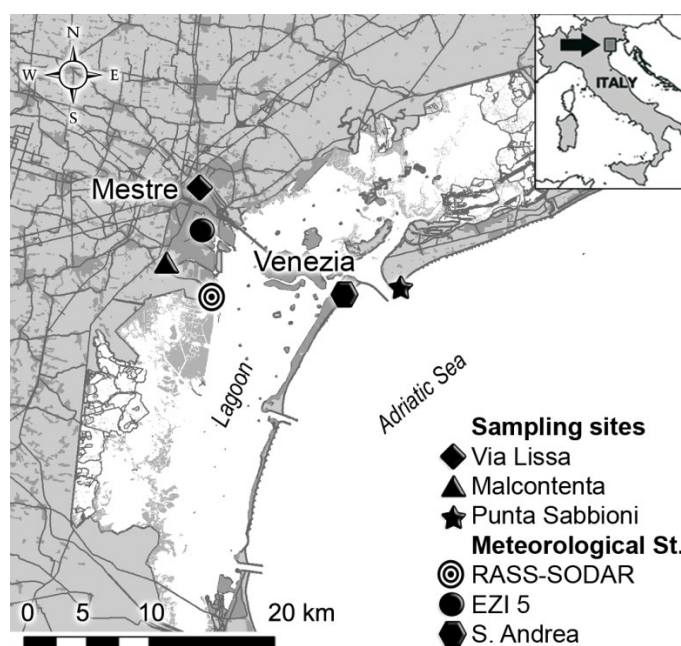 N
W E
S
ITALY
Mestre
Venezia
Lagoon
Adriatic Sea
Sampling sites
Via Lissa
Malcontenta
Punta Sabbioni
Meteorological St.
RASS-SODAR
EZI 5
S. Andrea
0 5 10 20 km